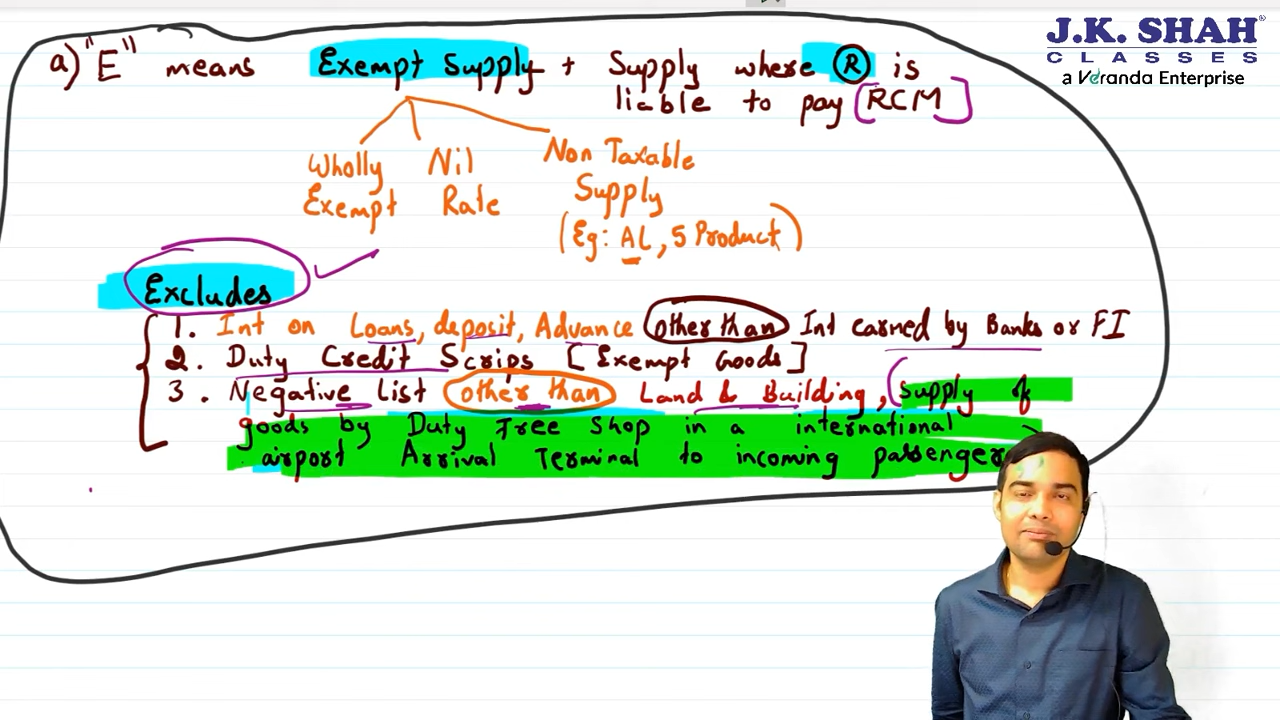 J.K. SHAH®
CLASSES
a Veranda Enterprise
a) "E" means Exempt Supply + Supply where Ⓡ is
liable to pay [RCM]
Wholly Exempt
Nil Rate
Non Taxable
Supply
(Eg: AL, 5 Product)
Excludes
1. Int on Loans, deposit, Advance other than Int earned by Banks or FI
2. Duty Credit Scrips [Exempt Goods]
3. Negative List other than Land & Building, (supply of
goods by Duty Free Shop in a international
airport Arrival Terminal to incoming passenger